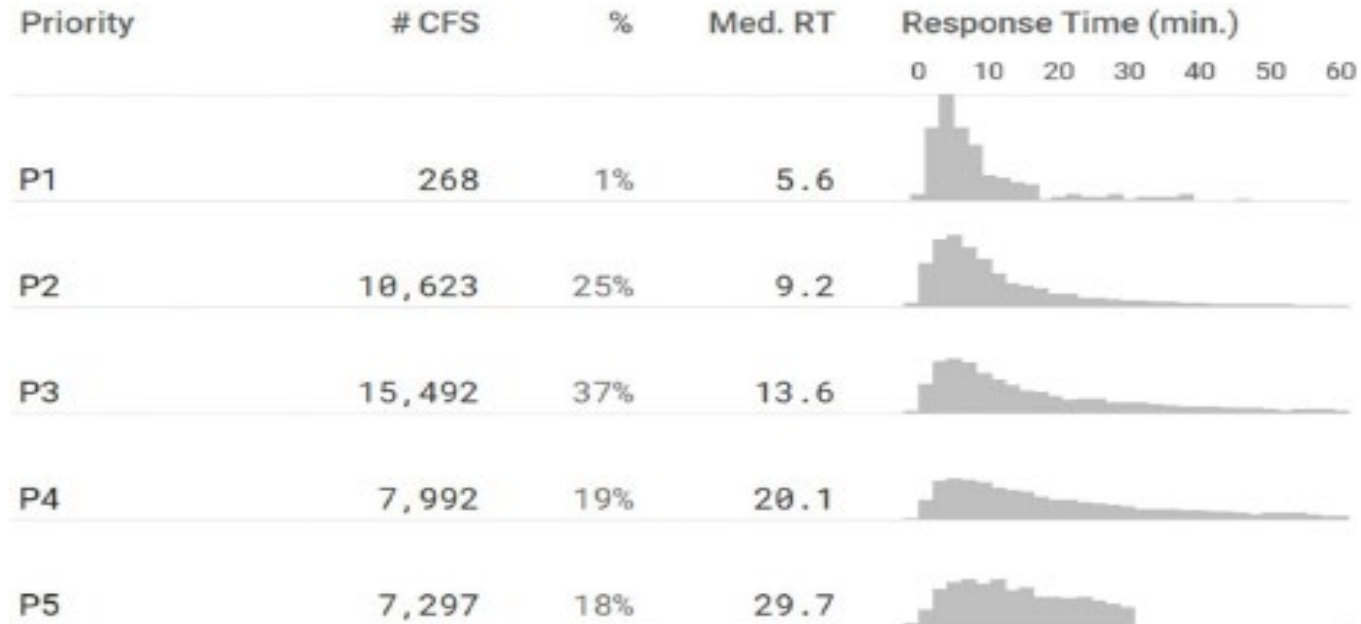 Priority # CFS % Med. RT Response Time (min.)
0 10 20 30 40 50 60
P1 268 1% 5.6
P2 10,623 25% 9.2
P3 15,492 37% 13.6
P4 7,992 19% 20.1
P5 7,297 18% 29.7